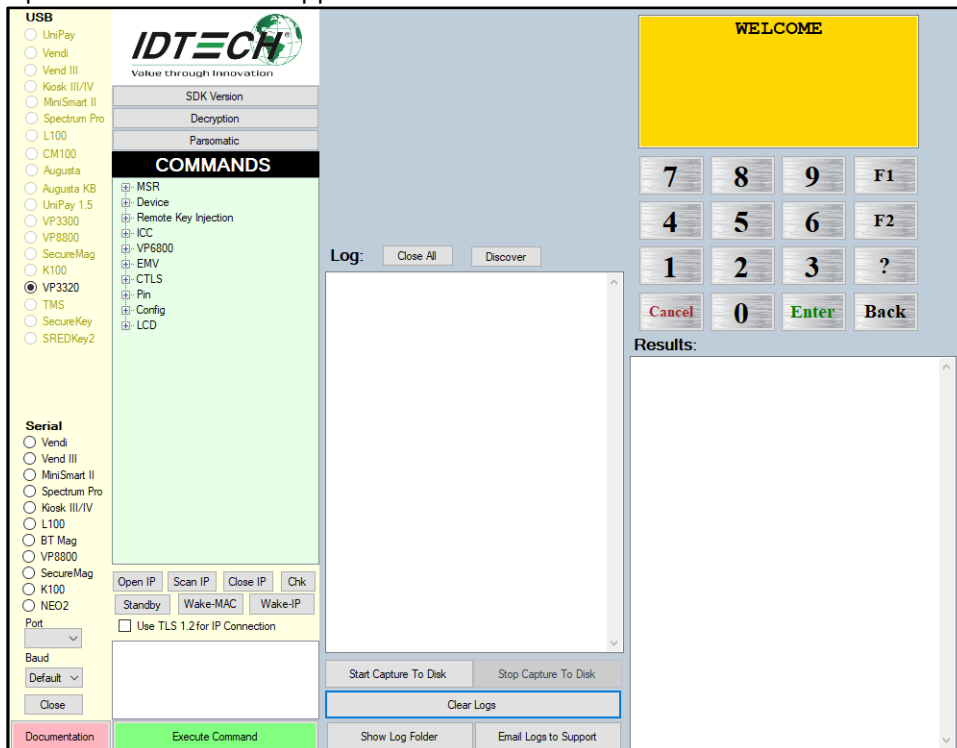 USB
UniPay
Vendi
Vend III
Kiosk III/IV
MiniSmart II
Spectrum Pro
L100
CM100
Augusta
Augusta KB
UniPay 1.5
VP3300
VP8800
SecureMag
K100
VP3320
TMS
SecureKey
SREDKey2
Serial
Vendi
Vend III
MiniSmart II
Spectrum Pro
Kiosk III/IV
L100
BT Mag
VP8800
SecureMag
K100
NEO2
Port
Baud
Default
Close
Documentation
IDTECH®
Value through Innovation
SDK Version
Decryption
Parsomatic
COMMANDS
MSR
Device
Remote Key Injection
ICC
VP6800
EMV
CTLS
Pin
Config
LCD
Open IP Scan IP Close IP Chk
Standby Wake-MAC Wake-IP
Use TLS 1.2 for IP Connection
Execute Command
Log: Close All Discover
Start Capture To Disk Stop Capture To Disk
Clear Logs
Show Log Folder Email Logs to Support
WELCOME
7 8 9 F1
4 5 6 F2
1 2 3 ?
Cancel 0 Enter Back
Results: